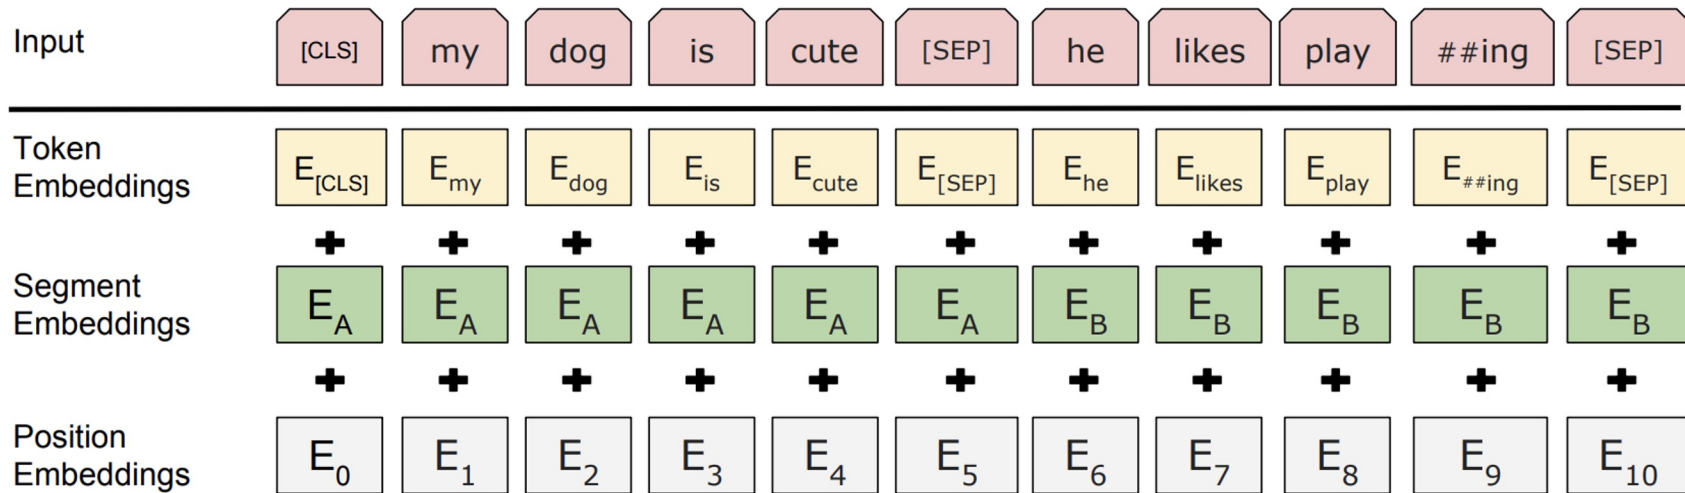 Input [CLS] my dog is cute [SEP] he likes play ##ing [SEP]
Token
Embeddings E[CLS] Emy Edog Eis Ecute E[SEP] Ehe Elikes Eplay E##ing E[SEP]
+ + + + + + + + + + +
Segment
Embeddings EA EA EA EA EA EA EB EB EB EB EB
+ + + + + + + + + + +
Position
Embeddings E0 E1 E2 E3 E4 E5 E6 E7 E8 E9 E10